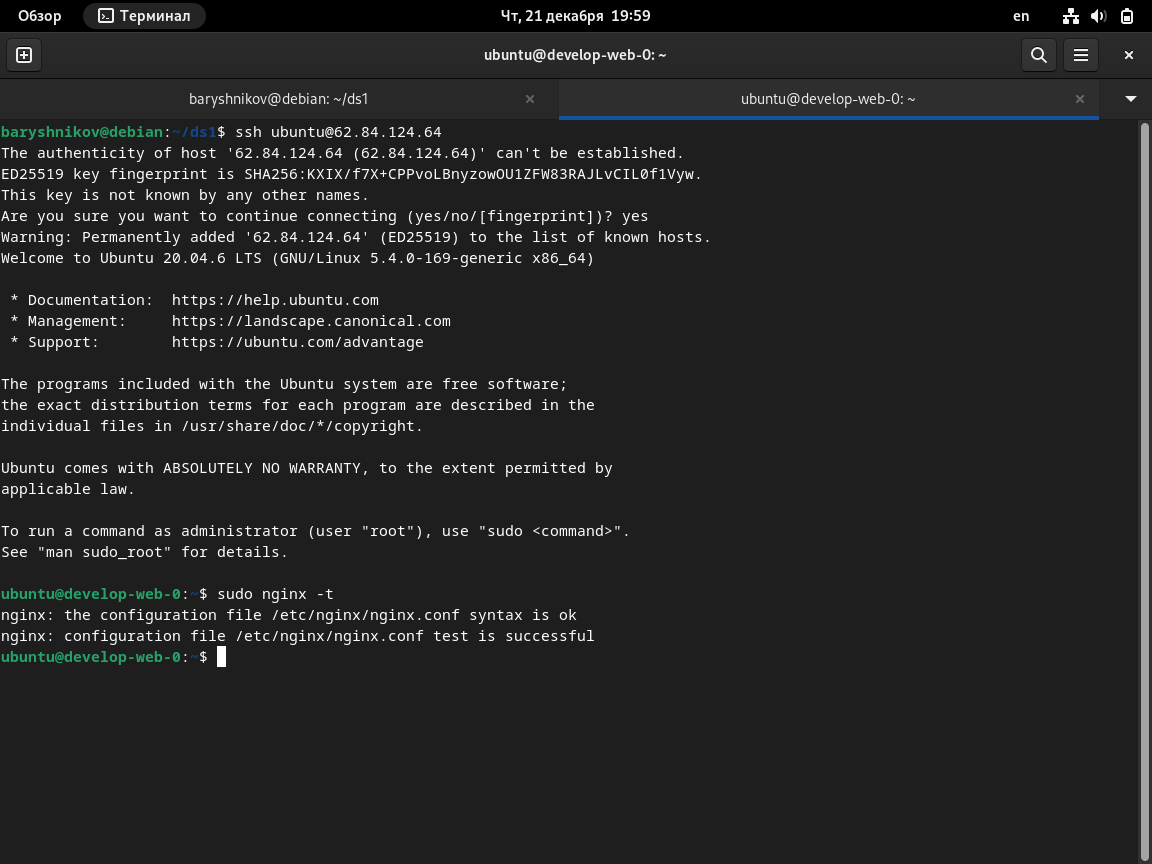 Обзор Терминал Чт, 21 декабря 19:59 en
ubuntu@develop-web-0: ~
baryshnikov@debian: ~/ds1 ubuntu@develop-web-0: ~
baryshnikov@debian:~/ds1$ ssh ubuntu@62.84.124.64
The authenticity of host '62.84.124.64 (62.84.124.64)' can't be established.
ED25519 key fingerprint is SHA256:KXIX/f7X+CPPvoLBnyzowOU1ZFW83RAJLvCIL0f1Vyw.
This key is not known by any other names.
Are you sure you want to continue connecting (yes/no/[fingerprint])? yes
Warning: Permanently added '62.84.124.64' (ED25519) to the list of known hosts.
Welcome to Ubuntu 20.04.6 LTS (GNU/Linux 5.4.0-169-generic x86_64)

 * Documentation:  https://help.ubuntu.com
 * Management:     https://landscape.canonical.com
 * Support:        https://ubuntu.com/advantage

The programs included with the Ubuntu system are free software;
the exact distribution terms for each program are described in the
individual files in /usr/share/doc/*/copyright.

Ubuntu comes with ABSOLUTELY NO WARRANTY, to the extent permitted by
applicable law.

To run a command as administrator (user "root"), use "sudo <command>".
See "man sudo_root" for details.

ubuntu@develop-web-0:~$ sudo nginx -t
nginx: the configuration file /etc/nginx/nginx.conf syntax is ok
nginx: configuration file /etc/nginx/nginx.conf test is successful
ubuntu@develop-web-0:~$